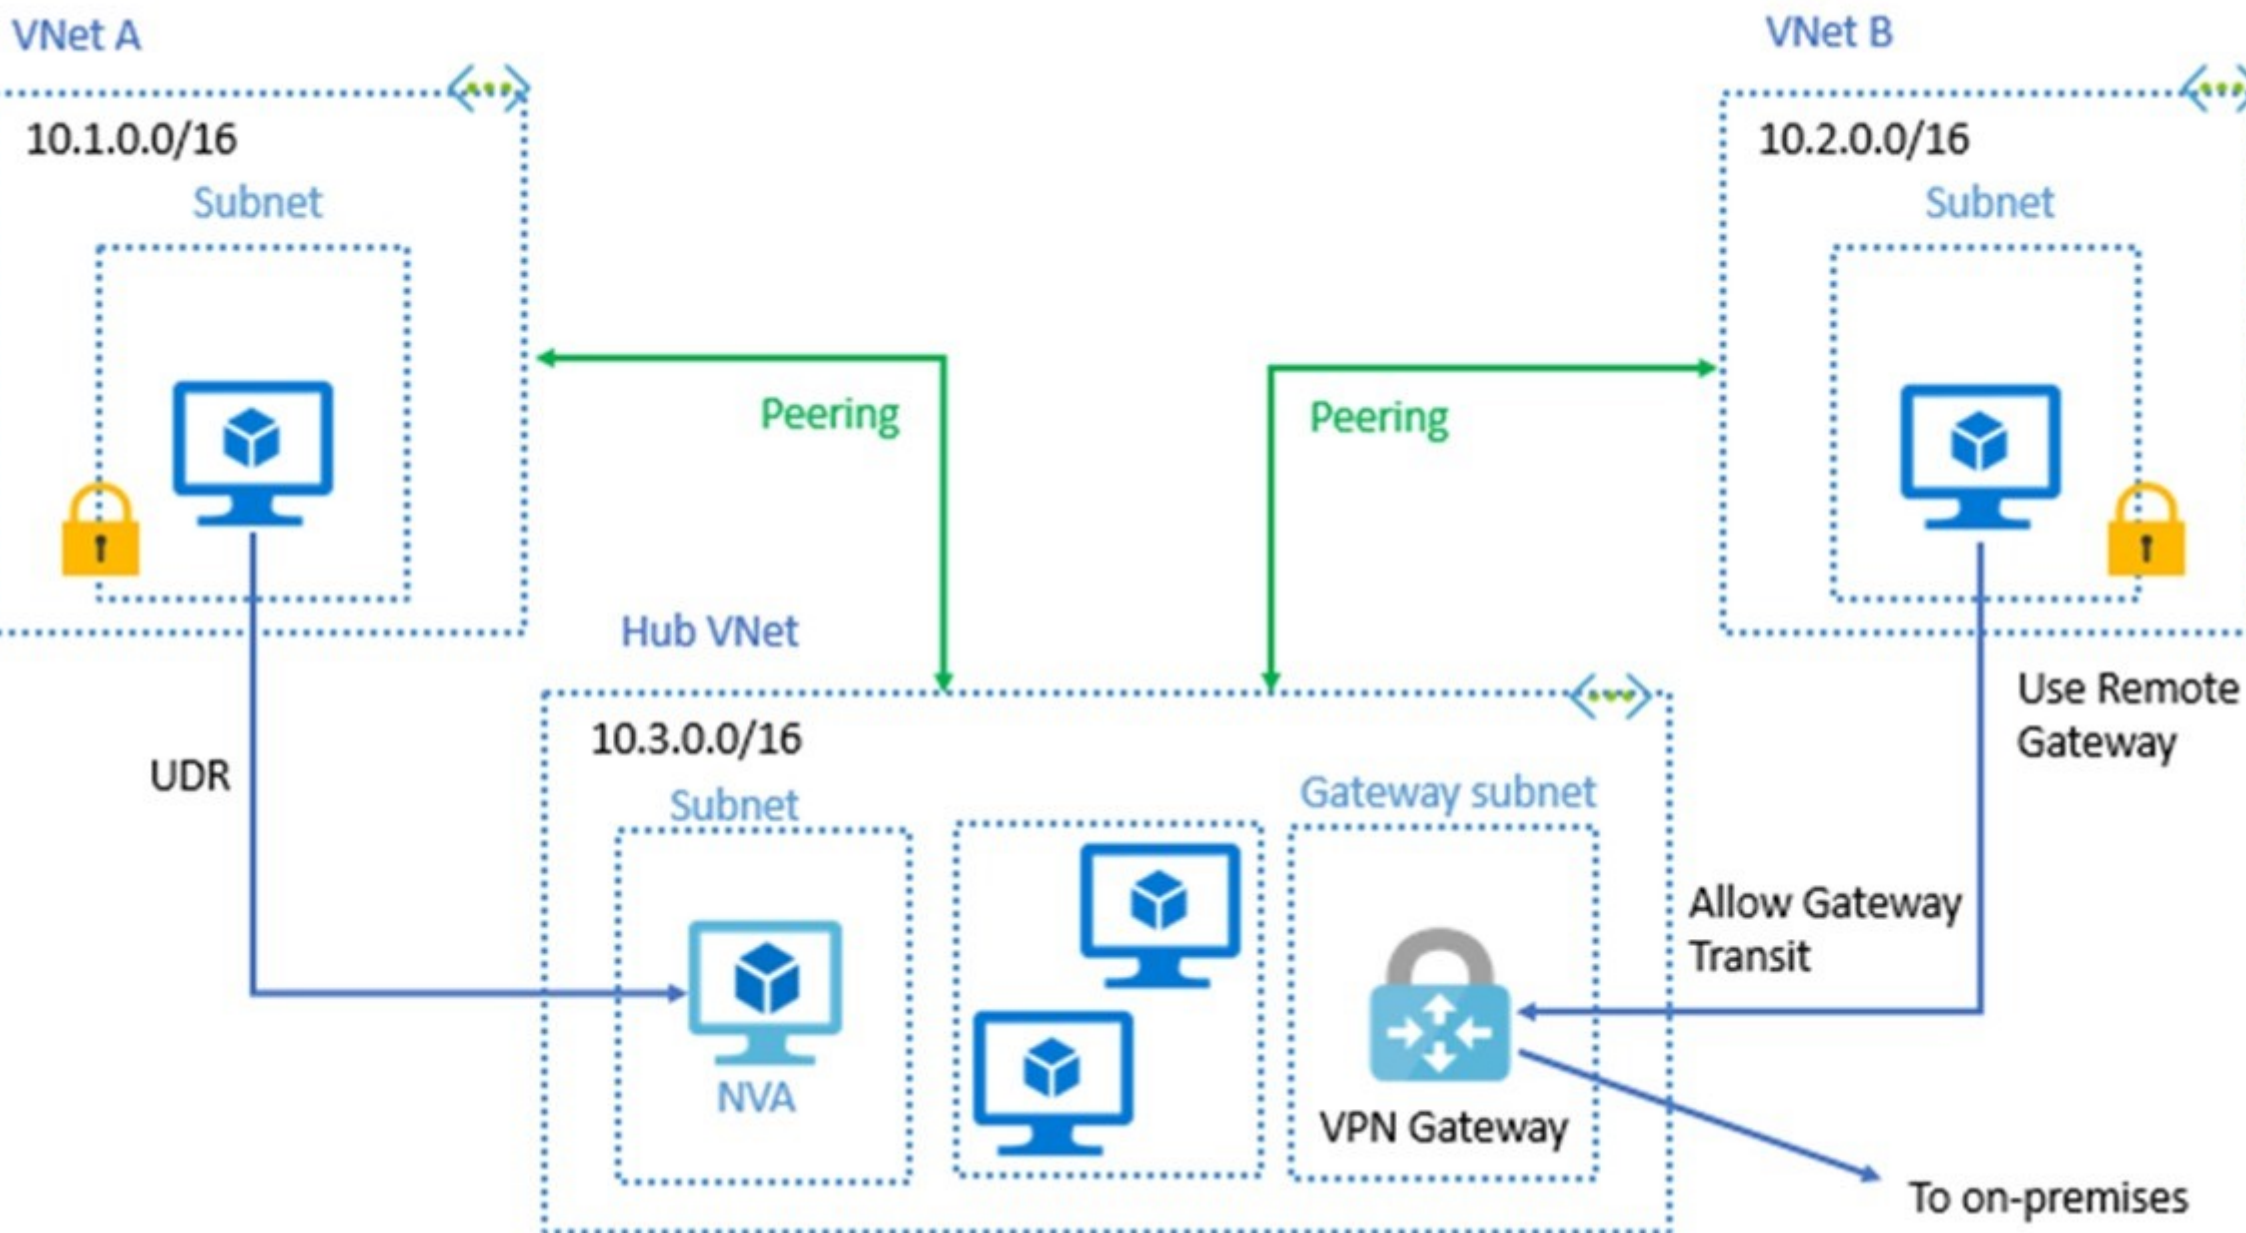 VNet A
VNet B
10.1.0.0/16
10.2.0.0/16
Subnet
Subnet
Peering
Peering
Hub VNet
Use Remote
Gateway
10.3.0.0/16
UDR
Subnet
Gateway subnet
Allow Gateway
Transit
NVA
VPN Gateway
To on-premises